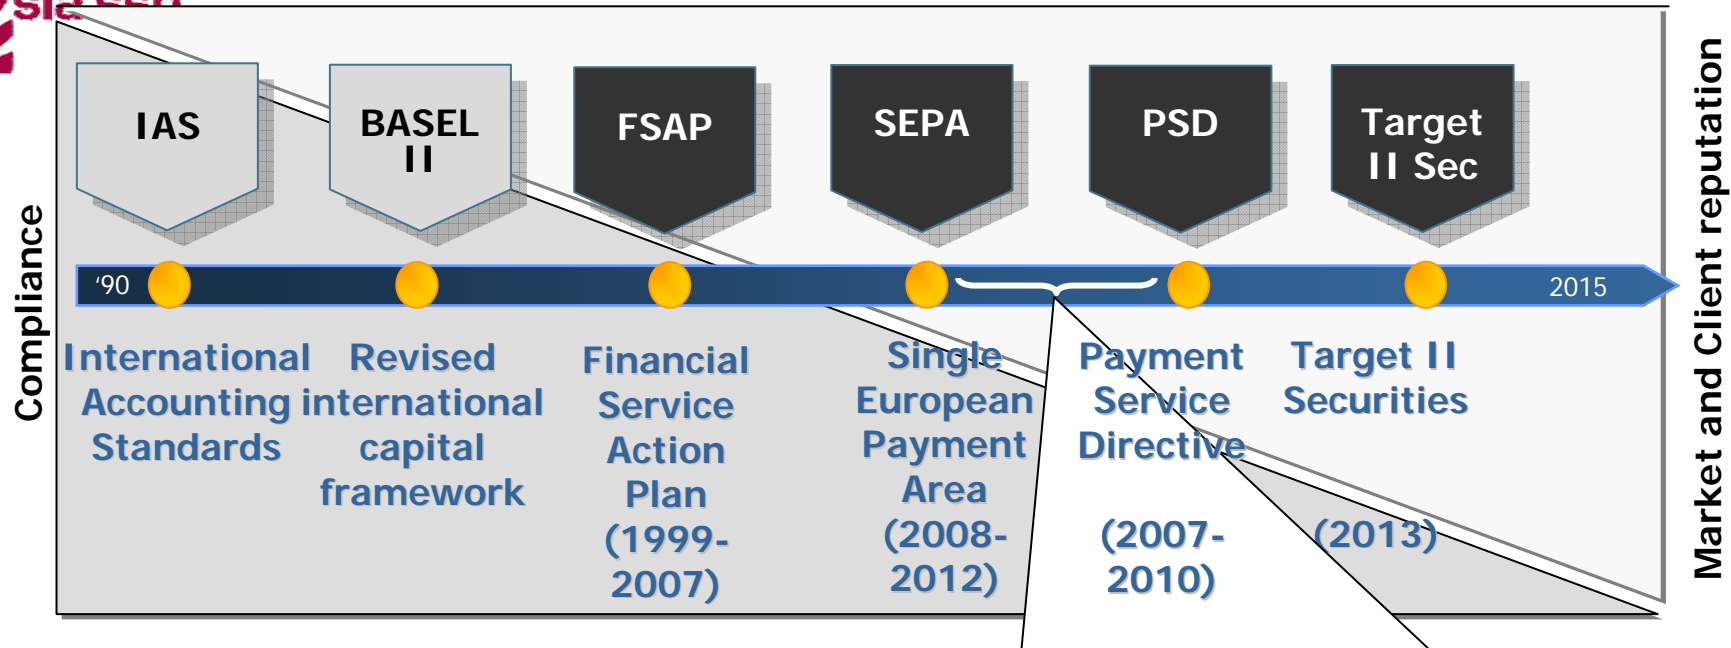 Compliance
IAS
BASEL
II
FSAP
SEPA
PSD
Target
II Sec
'90
2015
International
Accounting
Standards
Revised
international
capital
framework
Financial
Service
Action
Plan
(1999-
2007)
Single
European
Payment
Area
(2008-
2012)
Payment
Service
Directive
(2007-
2010)
Target II
Securities
(2013)
Market and Client reputation